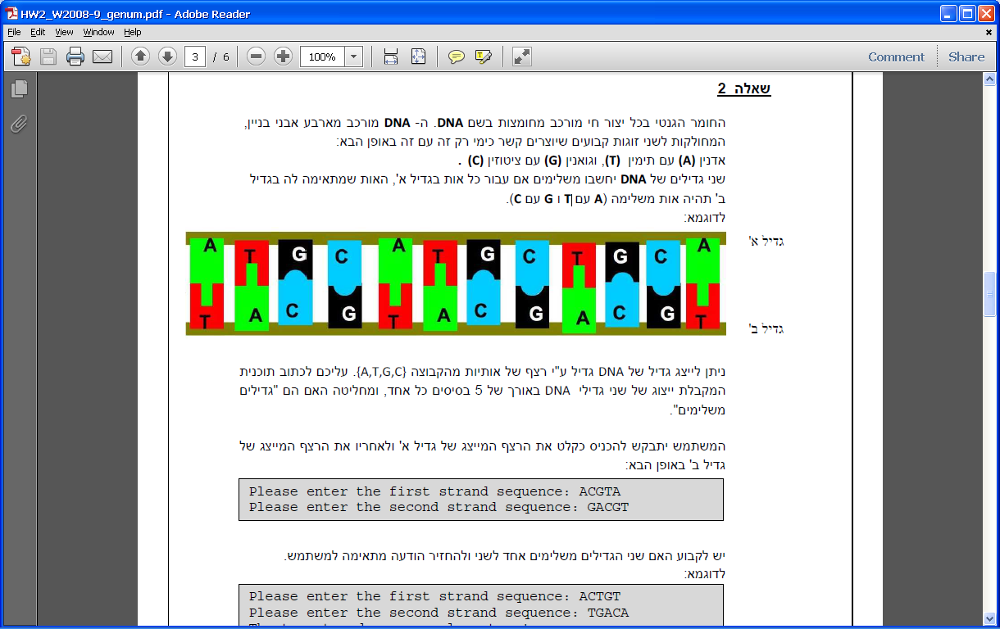 HW2_W2008-9_genum.pdf - Adobe Reader
File Edit View Window Help
3 / 6 100% Comment Share
שאלה 2
החומר הגנטי בכל יצור חי מורכב מחומצות בשם DNA. ה- DNA מורכב מארבע אבני בניין,
המחולקות לשני זוגות קבועים שיוצרים קשר כימי רק זה עם זה באופן הבא:
אדנין (A) עם תימין (T), וגואנין (G) עם ציטוזין (C) .
שני גדילים של DNA יחשבו משלימים אם עבור כל אות בגדיל א', האות שמתאימה לה בגדיל
ב' תהיה אות משלימה (A עם T ו G עם C).
לדוגמא:
גדיל א'
A T G C A T G C T G C A
T A C G T A C G A C G T
גדיל ב'
ניתן לייצג גדיל של DNA גדיל ע"י רצף של אותיות מהקבוצה {A,T,G,C}. עליכם לכתוב תוכנית
המקבלת ייצוג של שני גדילי DNA באורך של 5 בסיסים כל אחד, ומחליטה האם הם "גדילים
משלימים".
המשתמש יתבקש להכניס כקלט את הרצף המייצג של גדיל א' ולאחריו את הרצף המייצג של
גדיל ב' באופן הבא:
Please enter the first strand sequence: ACGTA
Please enter the second strand sequence: GACGT
יש לקבוע האם שני הגדילים משלימים אחד לשני ולהחזיר הודעה מתאימה למשתמש.
לדוגמא:
Please enter the first strand sequence: ACTGT
Please enter the second strand sequence: TGACA